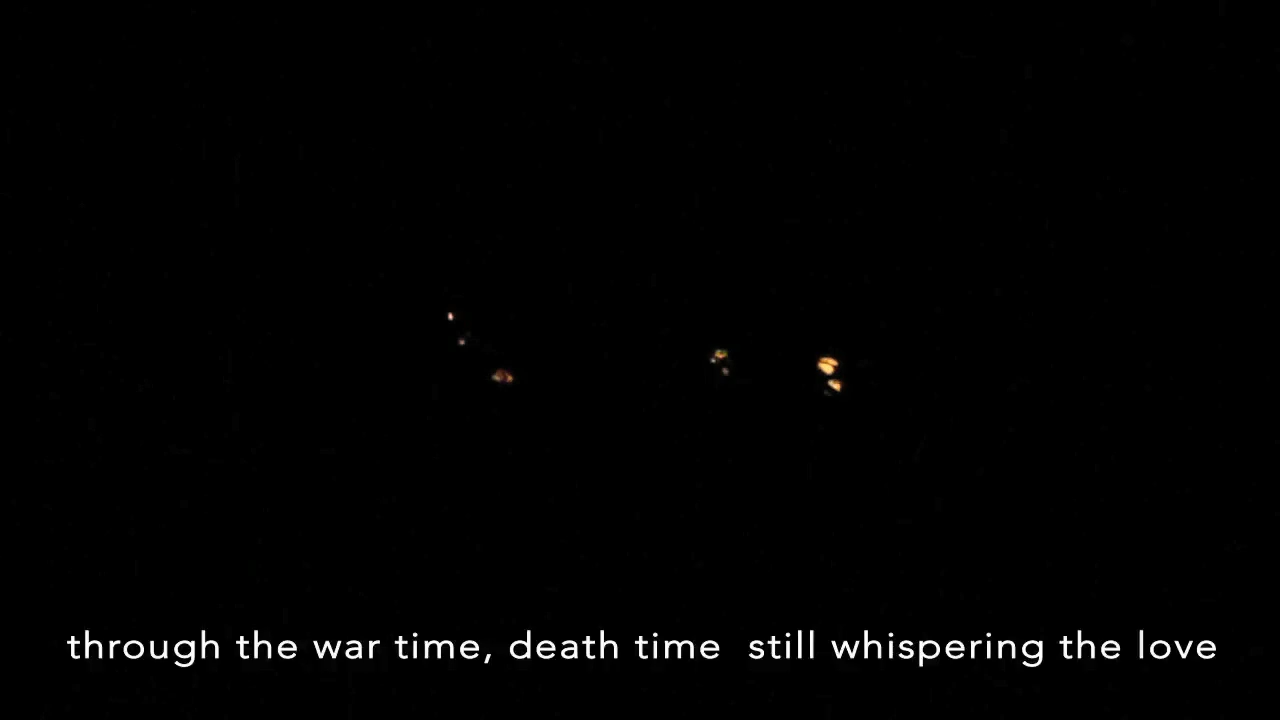 through the war time, death time  still whispering the love